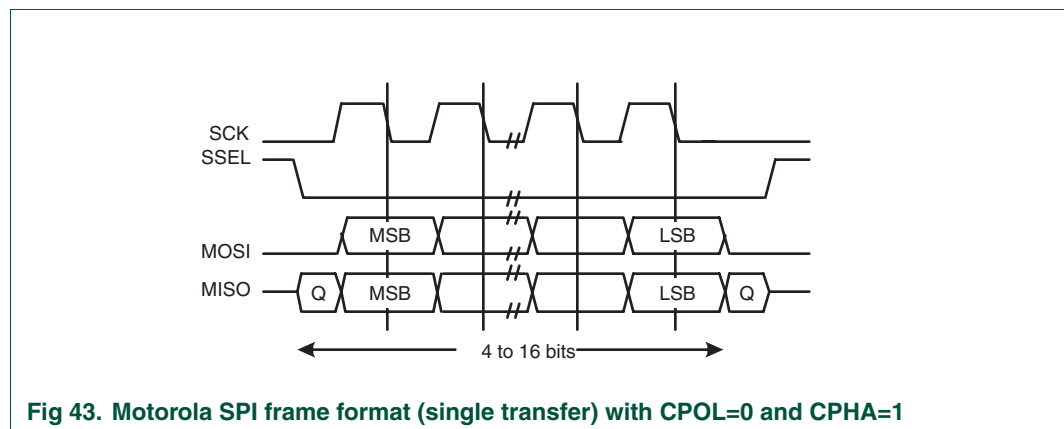 SCK
SSEL
MOSI MSB LSB
MISO Q MSB LSB Q
4 to 16 bits
Fig 43. Motorola SPI frame format (single transfer) with CPOL=0 and CPHA=1